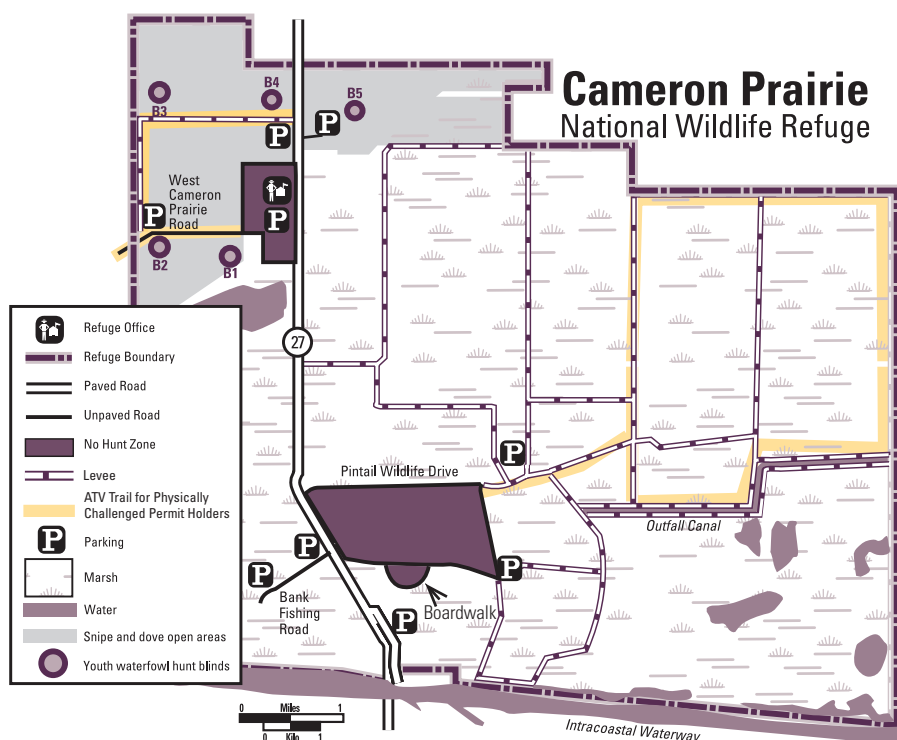 Cameron Prairie
National Wildlife Refuge
B3
B4
B5
P
P
West
Cameron
Prairie
Road
P
P
B2
B1
27
Refuge Office
Refuge Boundary
Paved Road
Unpaved Road
No Hunt Zone
Levee
ATV Trail for Physically
Challenged Permit Holders
P
Parking
Marsh
Water
Snipe and dove open areas
Youth waterfowl hunt blinds
Pintail Wildlife Drive
P
Outfall Canal
P
P
P
Bank
Fishing
Road
Boardwalk
P
0 Miles 1
0 Kilo 1
Intracoastal Waterway